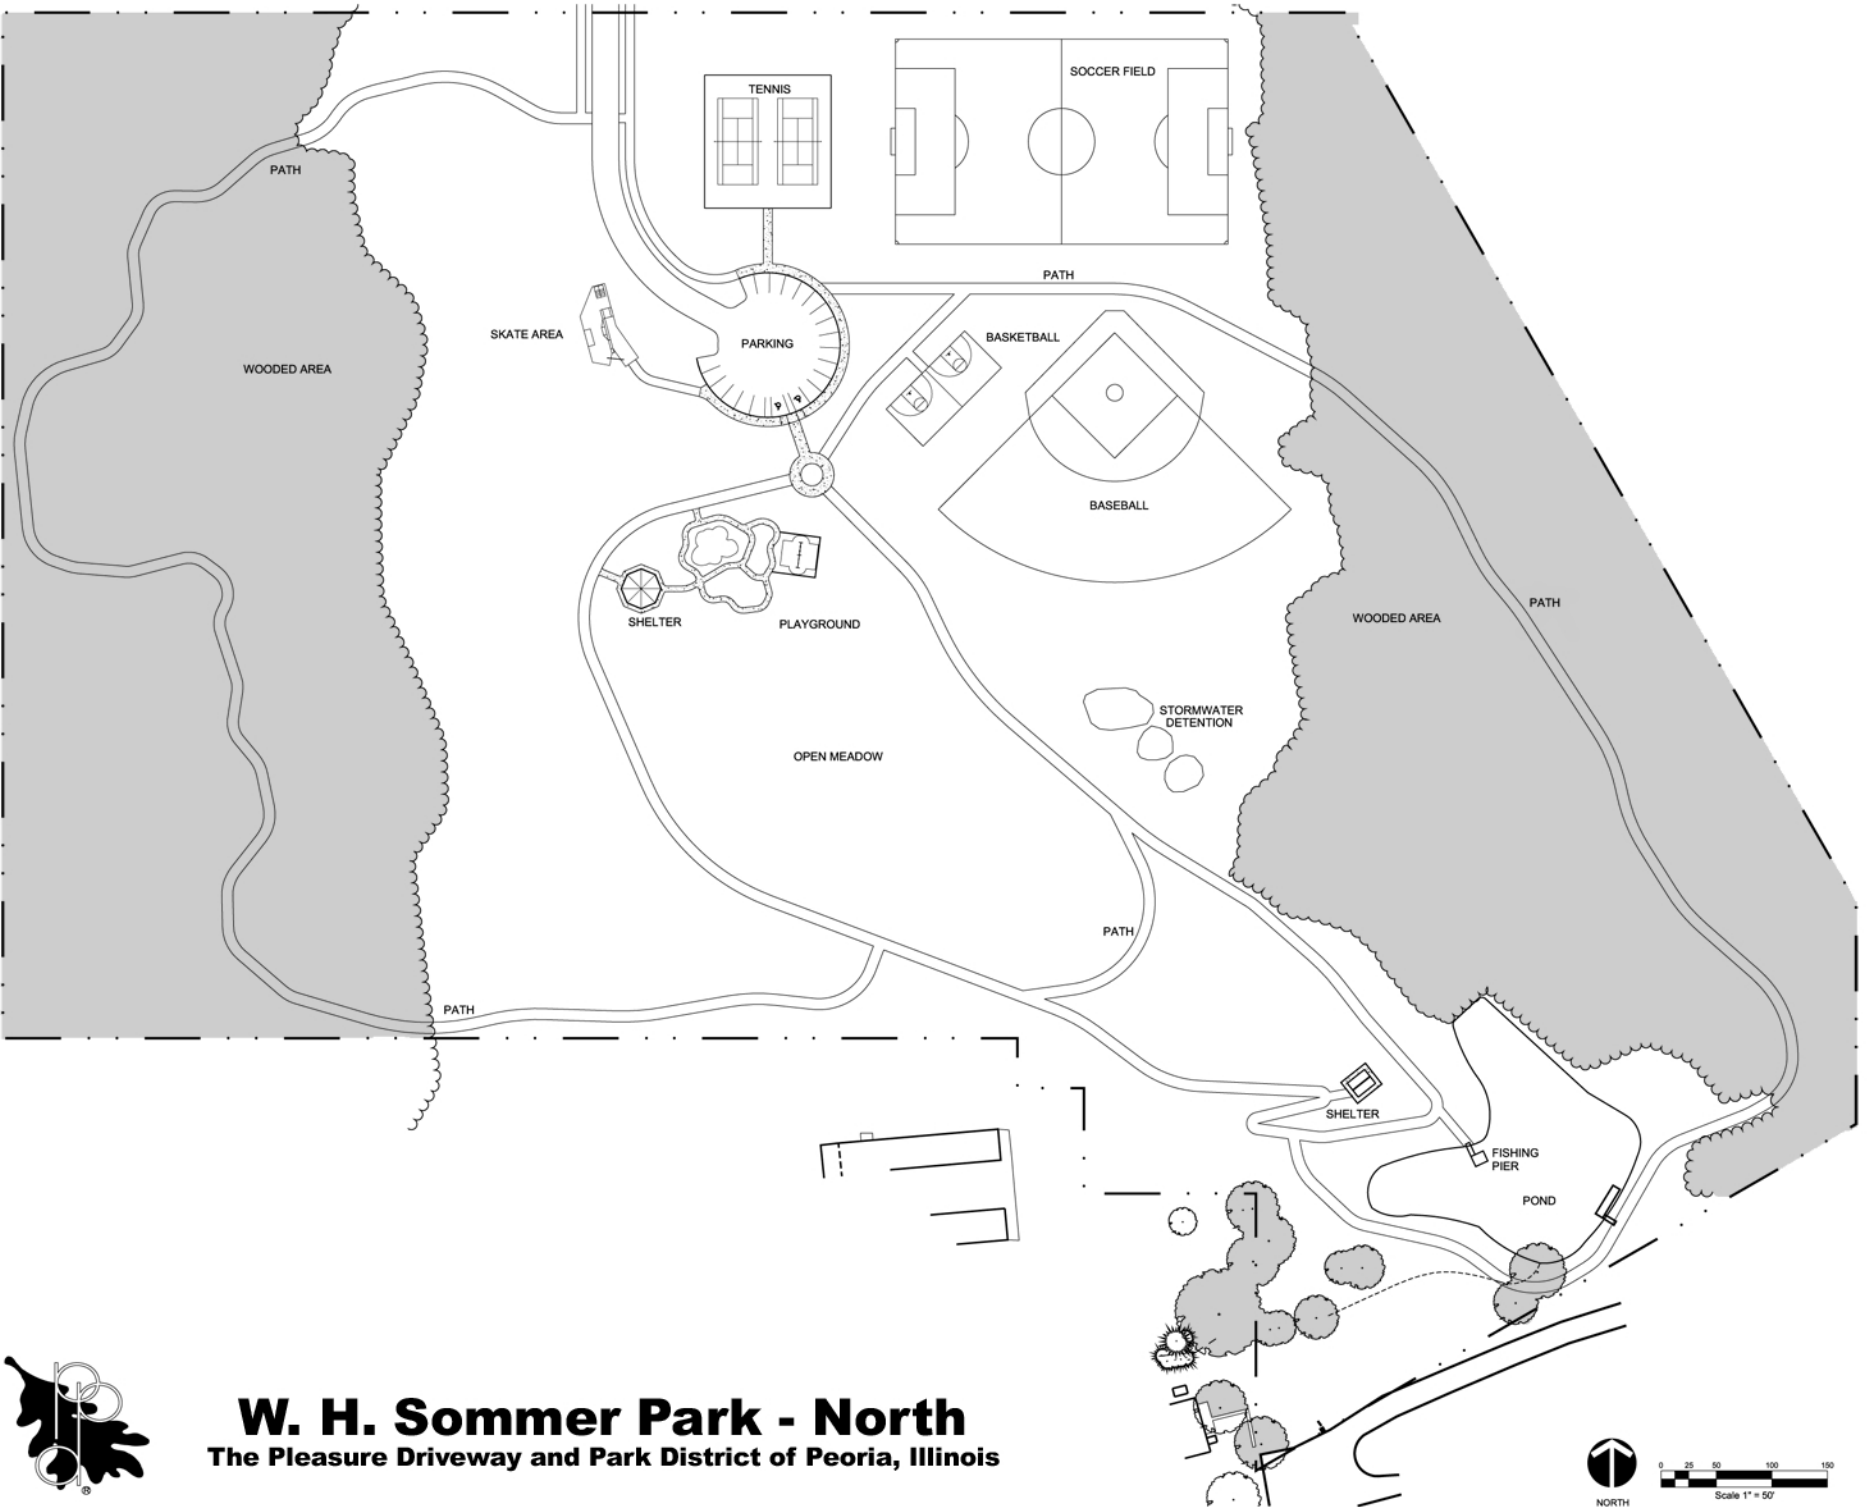 TENNIS
SOCCER FIELD
PATH
PATH
SKATE AREA
PARKING
BASKETBALL
WOODED AREA
BASEBALL
PATH
SHELTER
PLAYGROUND
WOODED AREA
STORMWATER
DETENTION
OPEN MEADOW
PATH
PATH
SHELTER
FISHING
PIER
POND
W. H. Sommer Park - North
The Pleasure Driveway and Park District of Peoria, Illinois
®
0 25 50 100 150
Scale 1" = 50'
NORTH